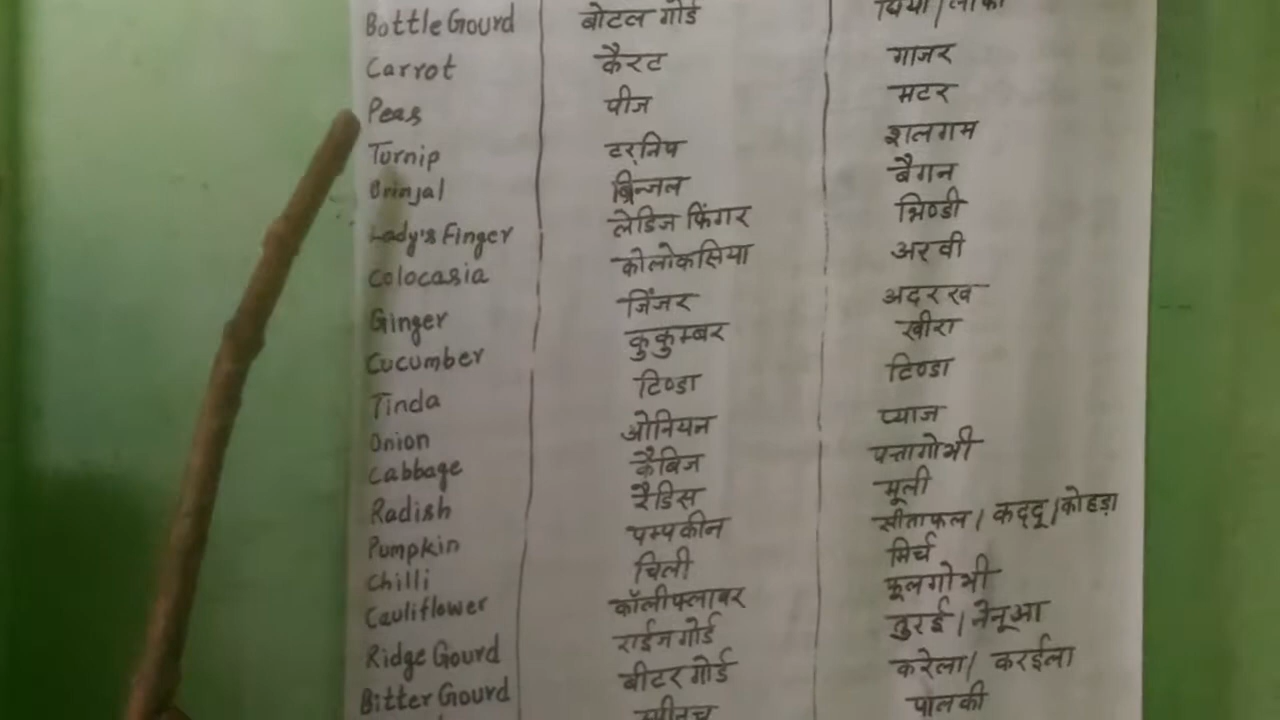 Bottle Gourd बोटल गोर्ड
Carrot कैरट गाजर
Peas पीज मटर
Turnip टरनिप शलगम
Brinjal ब्रिन्जल बैगन
Lady's Finger लेडिज फिंगर भिण्डी
Colocasia कोलोकसिया अरवी
Ginger जिंजर अदरख
Cucumber कुकुम्बर खीरा
Tinda टिण्डा टिण्डा
Onion ओनियन प्याज
Cabbage कैबिज पत्तागोभी
Radish रैडिस मूली
Pumpkin पम्पकीन सीताफल / कददू / कोहड़ा
Chilli चिली मिर्च
Cauliflower कॉलीफ्लावर फूलगोभी
Ridge Gourd राईजगोर्ड तुरई / नेनूआ
Bitter Gourd बीटर गोर्ड करेला / करईला
पालकी